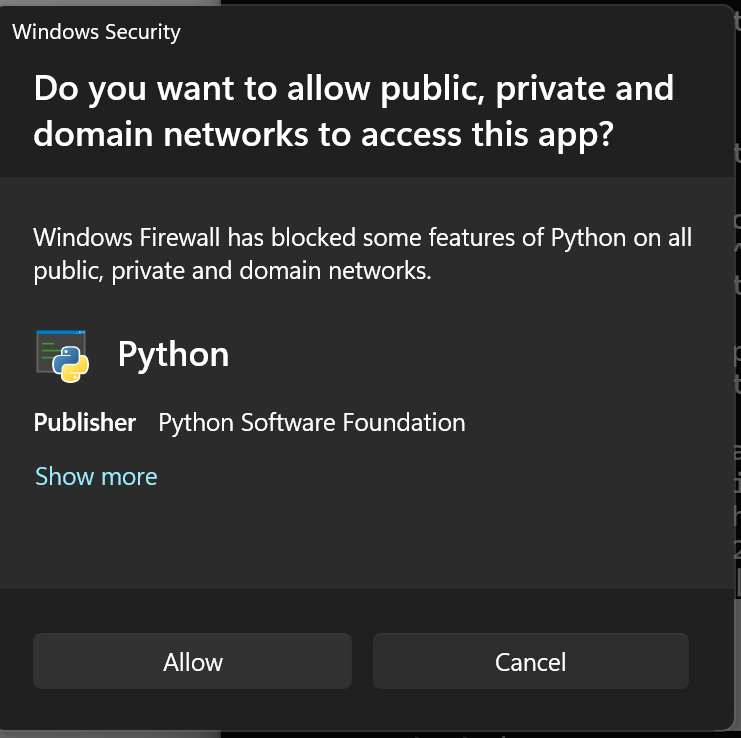 Windows Security
Do you want to allow public, private and
domain networks to access this app?
Windows Firewall has blocked some features of Python on all
public, private and domain networks.
Python
Publisher Python Software Foundation
Show more
Allow Cancel